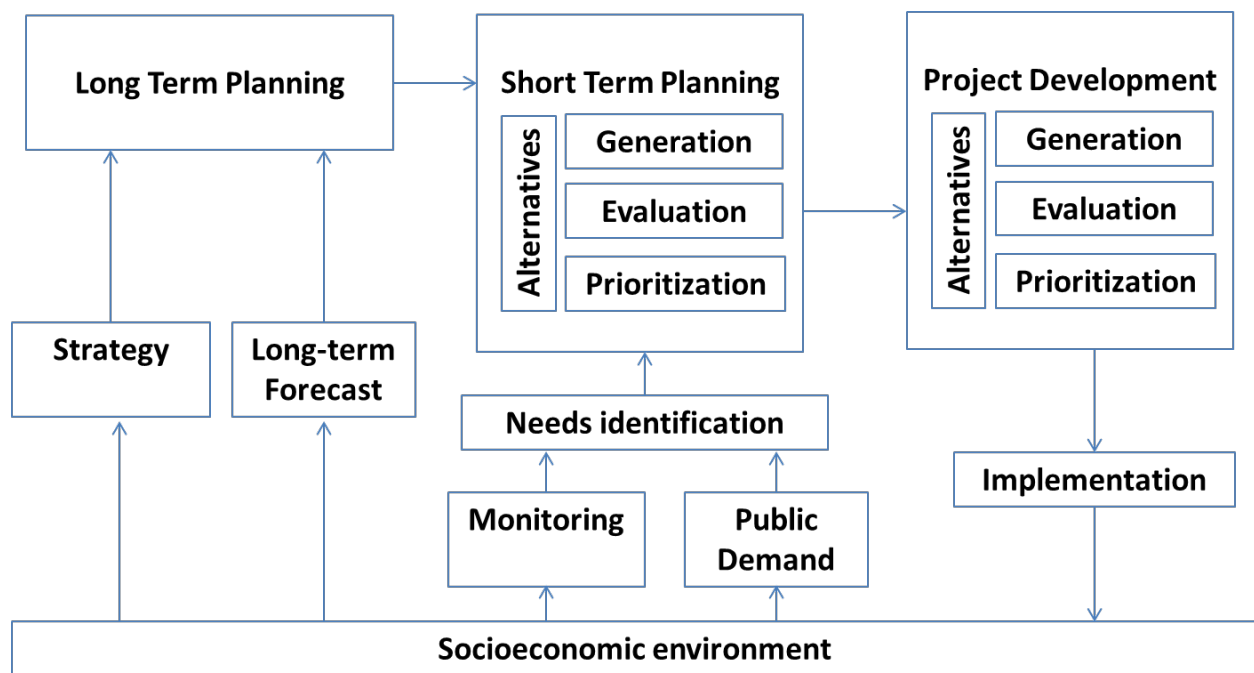 Long Term Planning
Short Term Planning
Alternatives
Generation
Evaluation
Prioritization
Project Development
Alternatives
Generation
Evaluation
Prioritization
Strategy
Long-term
Forecast
Needs identification
Monitoring
Public
Demand
Implementation
Socioeconomic environment